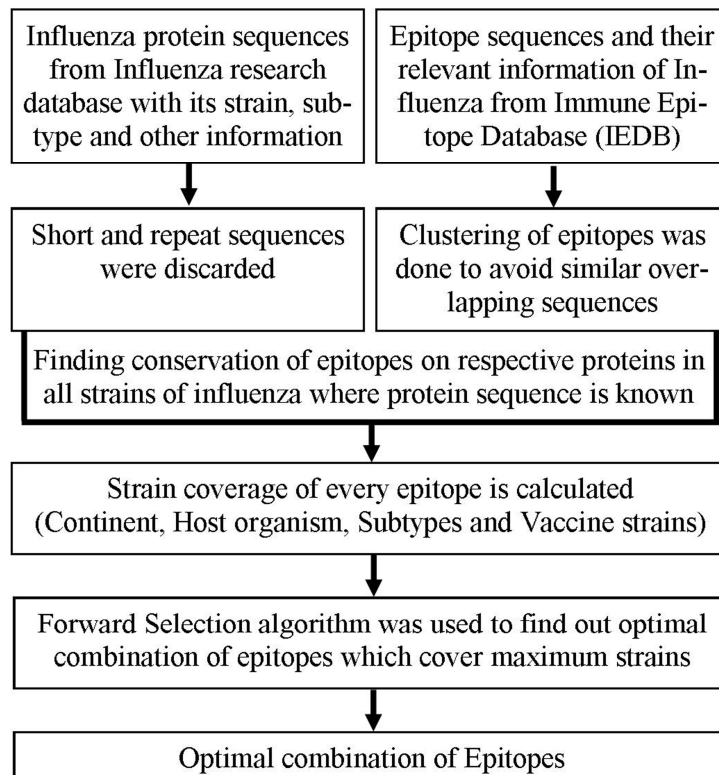 Influenza protein sequences
from Influenza research
database with its strain, sub-
type and other information
Epitope sequences and their
relevant information of In-
fluenza from Immune Epi-
tope Database (IEDB)
Short and repeat sequences
were discarded
Clustering of epitopes was
done to avoid similar over-
lapping sequences
Finding conservation of epitopes on respective proteins in
all strains of influenza where protein sequence is known
Strain coverage of every epitope is calculated
(Continent, Host organism, Subtypes and Vaccine strains)
Forward Selection algorithm was used to find out optimal
combination of epitopes which cover maximum strains
Optimal combination of Epitopes